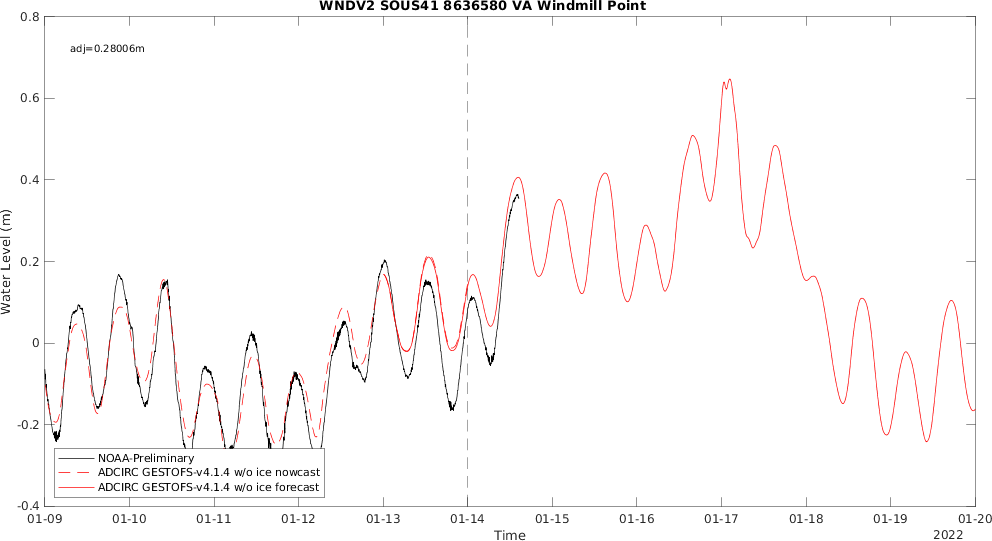 WNDV2 SOUS41 8636580 VA Windmill Point
adj=0.28006m
0.8
0.6
0.4
0.2
0
-0.2
-0.4
Water Level (m)
NOAA-Preliminary
ADCIRC GESTOFS-v4.1.4 w/o ice nowcast
ADCIRC GESTOFS-v4.1.4 w/o ice forecast
01-09 01-10 01-11 01-12 01-13 01-14 01-15 01-16 01-17 01-18 01-19 01-20
Time
2022